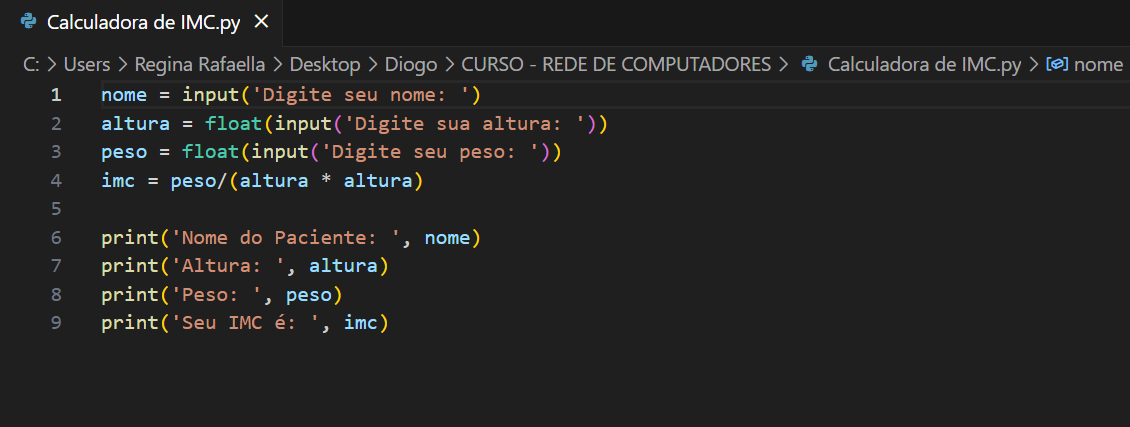 Calculadora de IMC.py
C: > Users > Regina Rafaella > Desktop > Diogo > CURSO - REDE DE COMPUTADORES > Calculadora de IMC.py > nome
1 nome = input('Digite seu nome: ')
2 altura = float(input('Digite sua altura: '))
3 peso = float(input('Digite seu peso: '))
4 imc = peso/(altura * altura)
5
6 print('Nome do Paciente: ', nome)
7 print('Altura: ', altura)
8 print('Peso: ', peso)
9 print('Seu IMC é: ', imc)